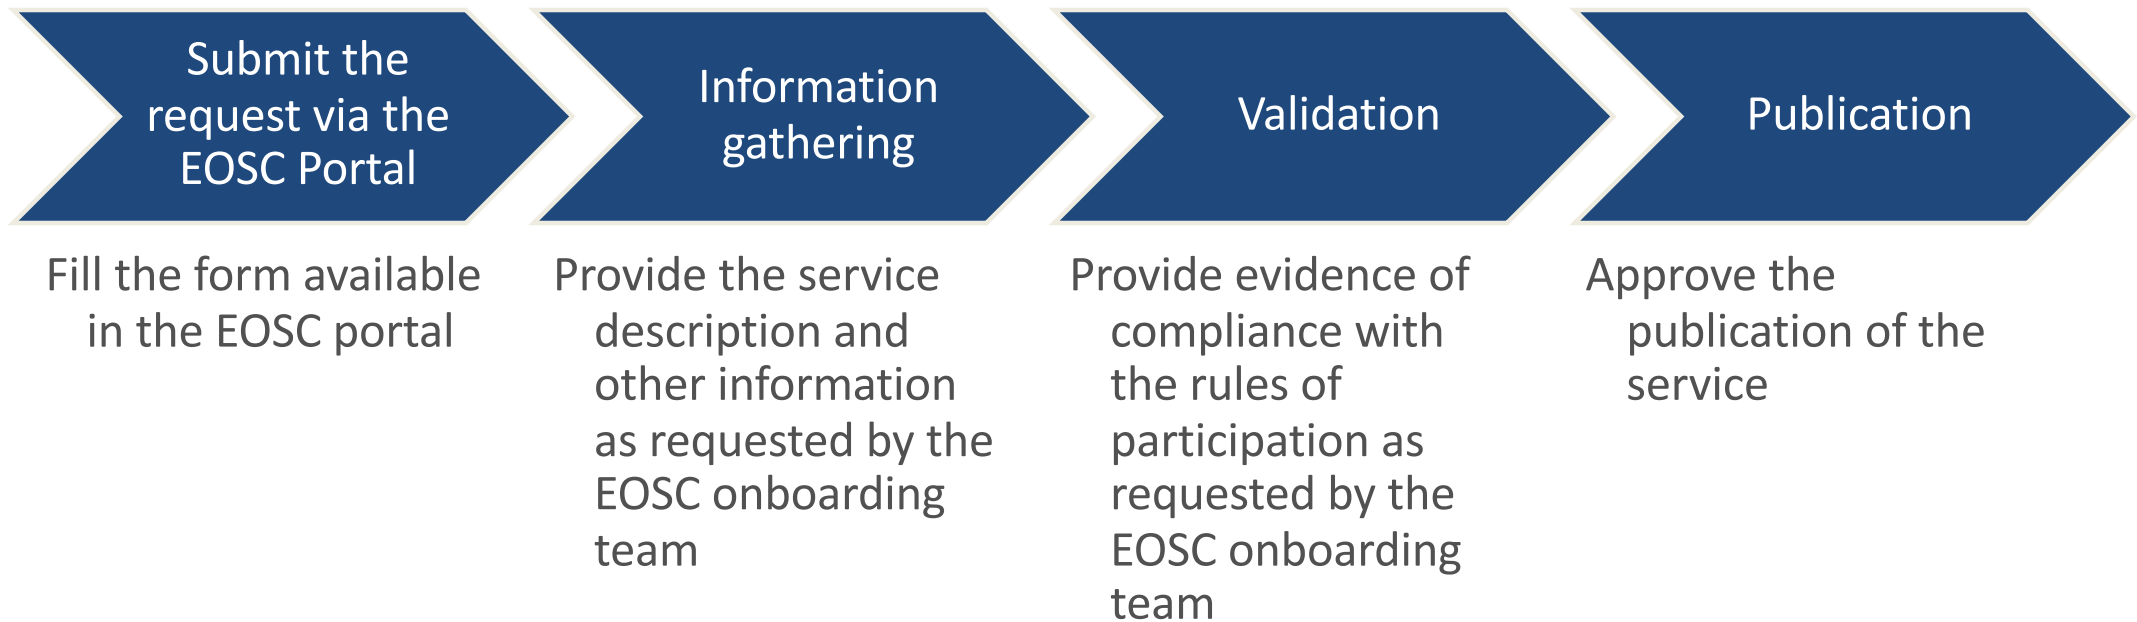 Submit the
request via the
EOSC Portal
Fill the form available
in the EOSC portal
Information
gathering
Provide the service
description and
other information
as requested by the
EOSC onboarding
team
Validation
Provide evidence of
compliance with
the rules of
participation as
requested by the
EOSC onboarding
team
Publication
Approve the
publication of the
service